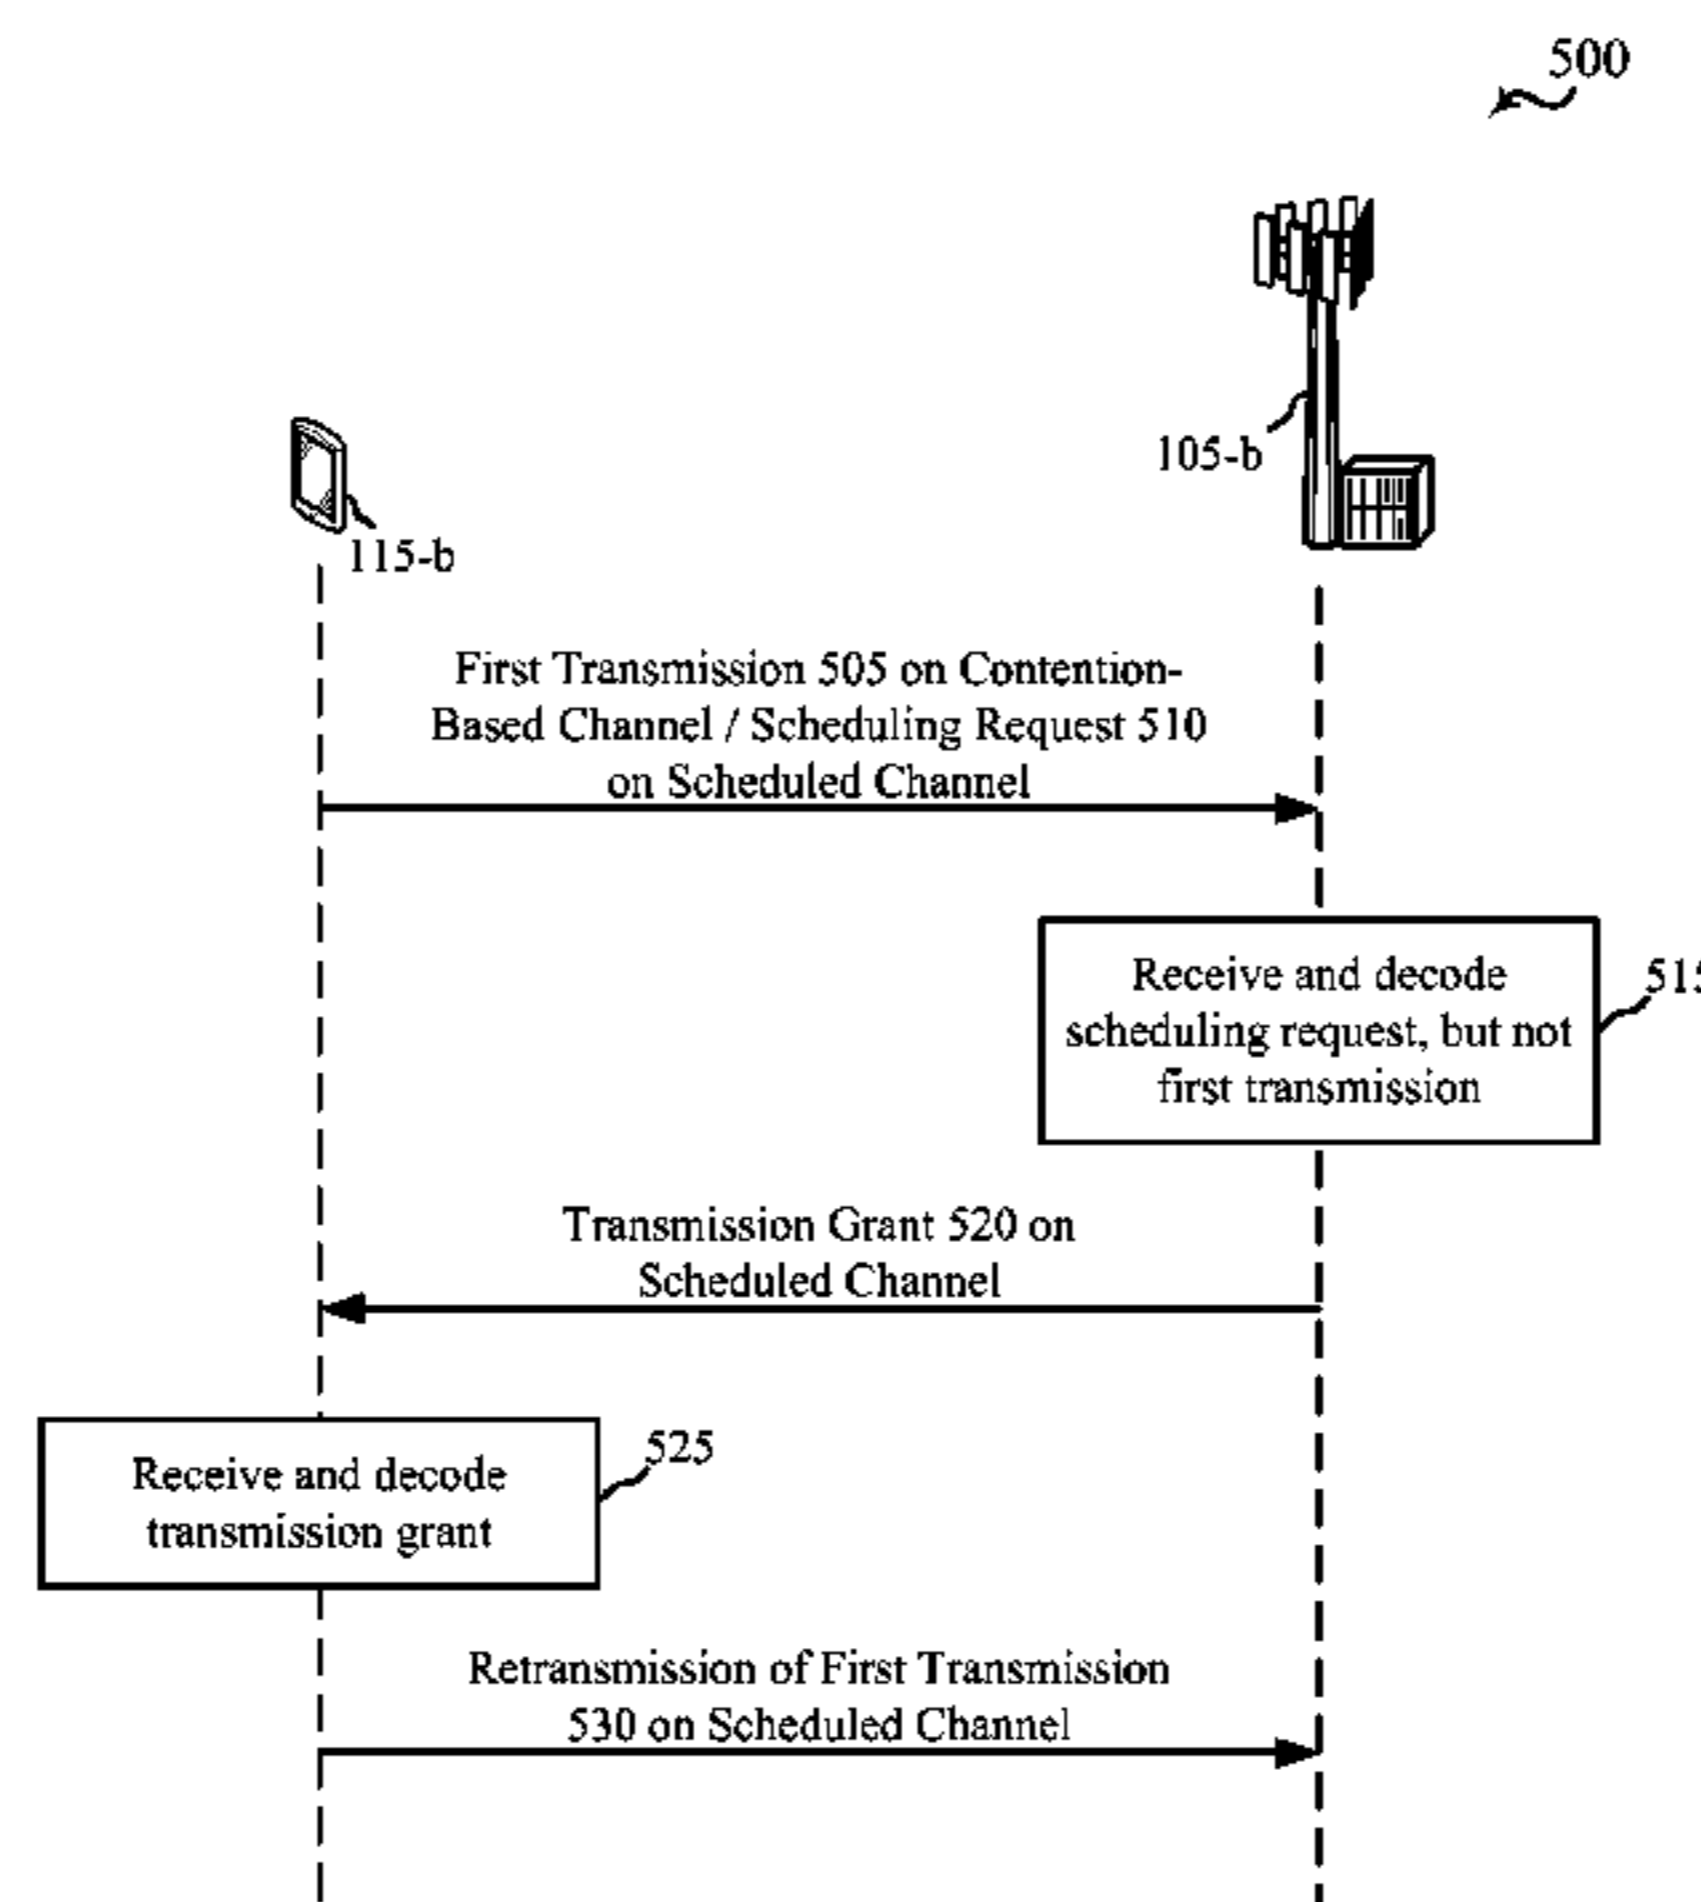 500
105-b
115-b
First Transmission 505 on Contention-
Based Channel / Scheduling Request 510
on Scheduled Channel
Receive and decode
scheduling request, but not
first transmission
515
Transmission Grant 520 on
Scheduled Channel
Receive and decode
transmission grant
525
Retransmission of First Transmission
530 on Scheduled Channel